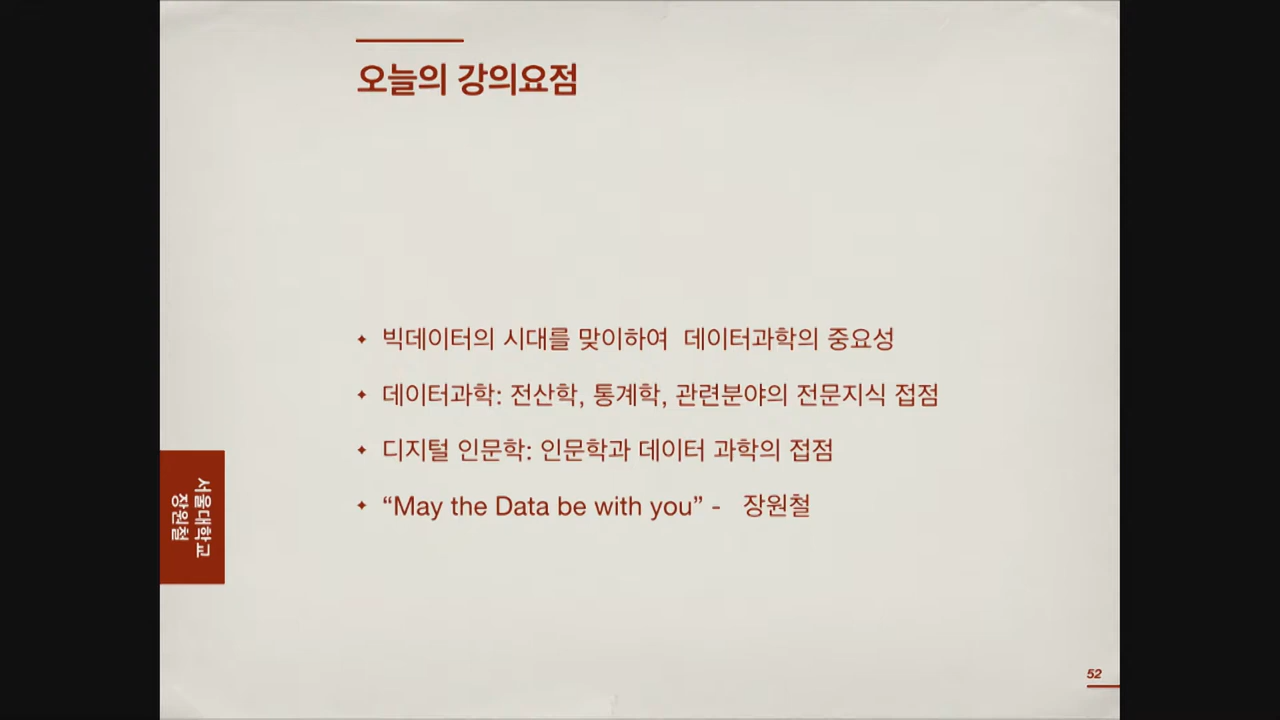 오늘의 강의요점
빅데이터의 시대를 맞이하여 데이터과학의 중요성
데이터과학: 전산학, 통계학, 관련분야의 전문지식 접점
디지털 인문학: 인문학과 데이터 과학의 접점
“May the Data be with you” - 장원철
서울대학교
장원철
52